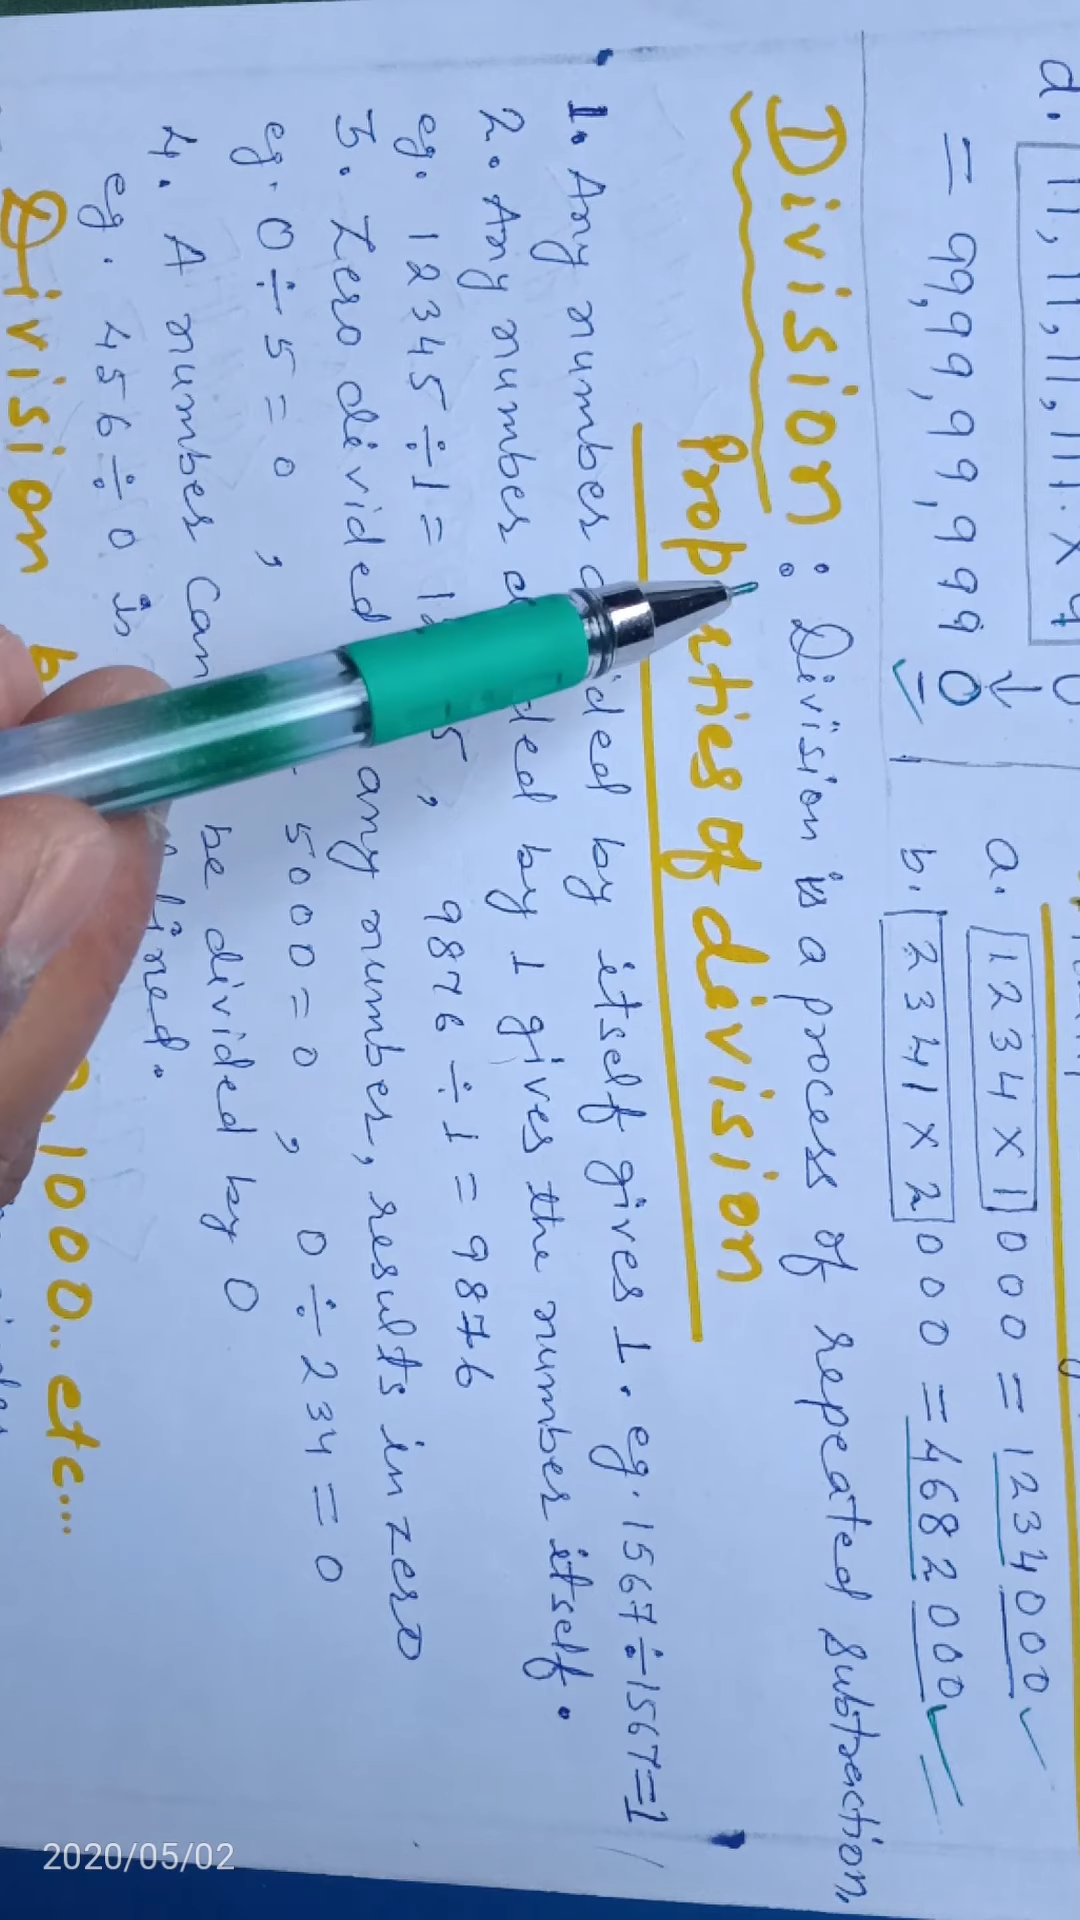 d. 11,11,11,111 × 9
= 99,99,99,999 0
a. 1234 × 1 000 = 1234000
b. 2341 × 2 000 = 4682000
Division : Division is a process of repeated subtraction,
Properties of division
1. Any number divided by itself gives 1. eg. 1567÷1567=1
2. Any number divided by 1 gives the number itself.
eg. 12345÷1= 12345, 9876÷1=9876
3. Zero divided any number, results in zero
eg. 0÷5=0, 5000=0, 0÷234=0
4. A number can be divided by 0
eg. 456÷0 is
Division 1000..etc...
2020/05/02